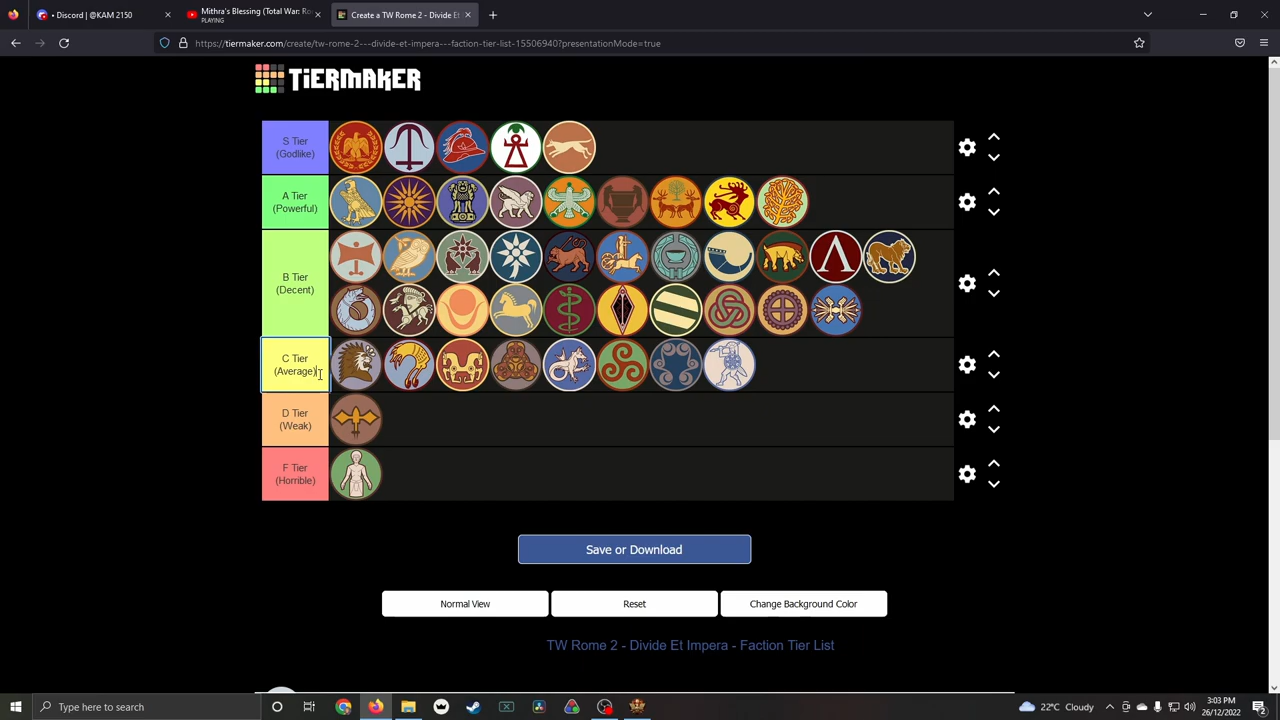 • Discord | @KAM 2150
Mithra's Blessing (Total War: Ro
PLAYING
Create a TW Rome 2 - Divide Et
https://tiermaker.com/create/tw-rome-2---divide-et-impera---faction-tier-list-15506940?presentationMode=true
TIERMAKER
S Tier
(Godlike)
A Tier
(Powerful)
B Tier
(Decent)
C Tier
(Average)
D Tier
(Weak)
F Tier
(Horrible)
Save or Download
Normal View
Reset
Change Background Color
TW Rome 2 - Divide Et Impera - Faction Tier List
Type here to search
22°C Cloudy
3:03 PM
26/12/2022
2